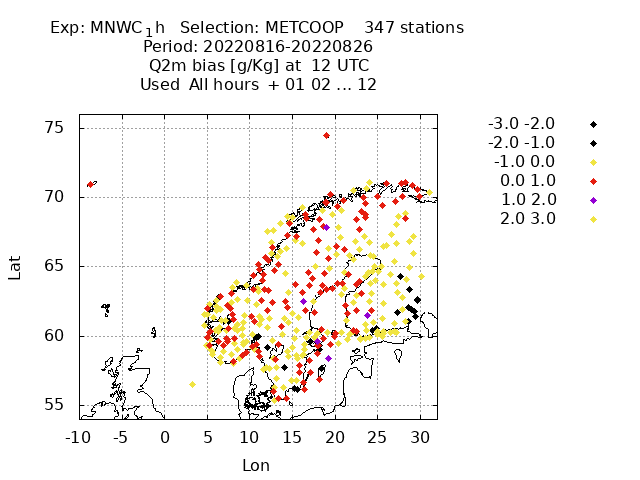 Exp: MNWC_1h   Selection: METCOOP    347 stations
Period: 20220816-20220826
Q2m bias [g/Kg] at  12 UTC
Used  All hours  + 01 02 ... 12
-3.0 -2.0
-2.0 -1.0
-1.0 0.0
0.0 1.0
1.0 2.0
2.0 3.0
75
70
65
60
55
Lat
-10 -5 0 5 10 15 20 25 30
Lon